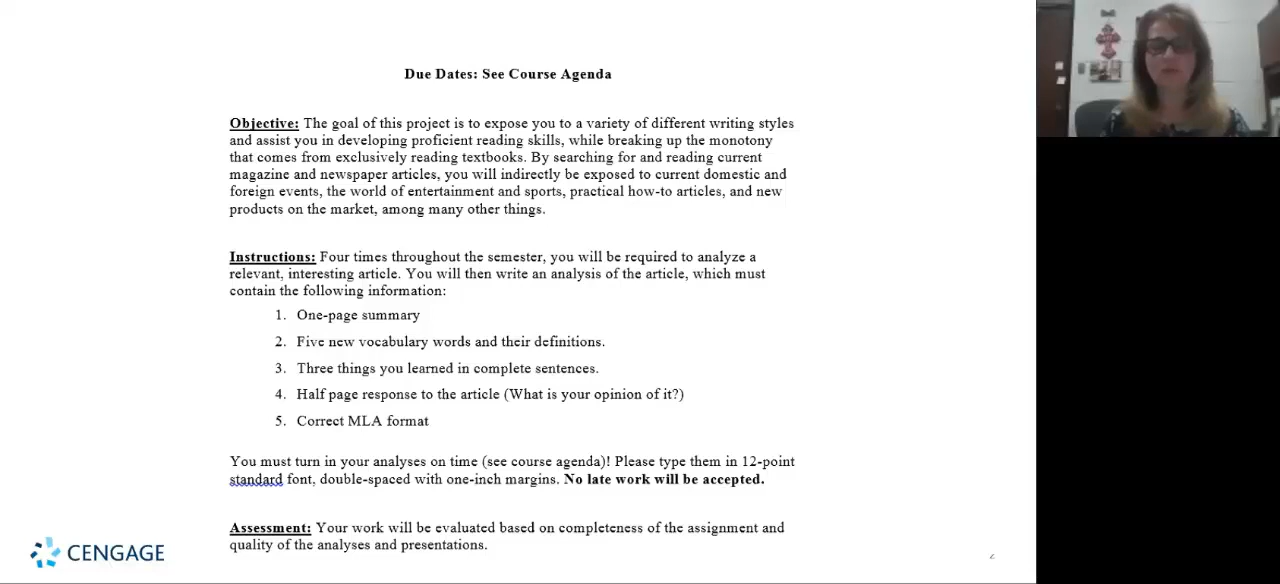 Due Dates: See Course Agenda
Objective: The goal of this project is to expose you to a variety of different writing styles
and assist you in developing proficient reading skills, while breaking up the monotony
that comes from exclusively reading textbooks. By searching for and reading current
magazine and newspaper articles, you will indirectly be exposed to current domestic and
foreign events, the world of entertainment and sports, practical how-to articles, and new
products on the market, among many other things.
Instructions: Four times throughout the semester, you will be required to analyze a
relevant, interesting article. You will then write an analysis of the article, which must
contain the following information:
1. One-page summary
2. Five new vocabulary words and their definitions.
3. Three things you learned in complete sentences.
4. Half page response to the article (What is your opinion of it?)
5. Correct MLA format
You must turn in your analyses on time (see course agenda)! Please type them in 12-point
standard font, double-spaced with one-inch margins. No late work will be accepted.
Assessment: Your work will be evaluated based on completeness of the assignment and
quality of the analyses and presentations.
CENGAGE